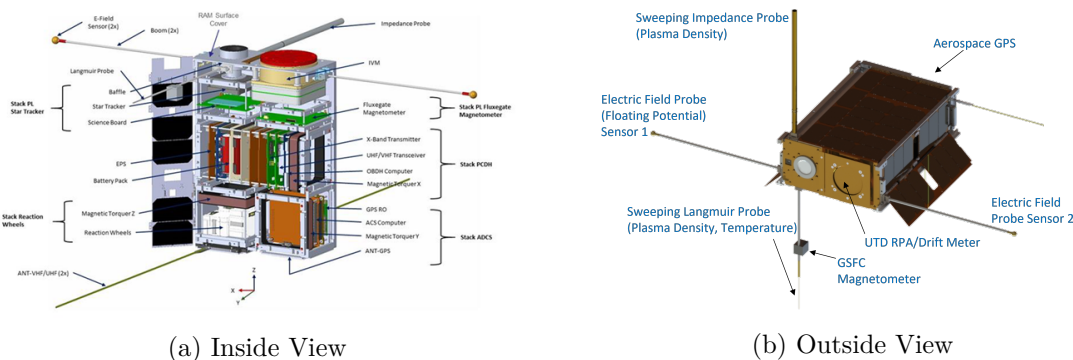 E-Field
Sensor (2x)
RAM Surface
Cover
Impedance Probe
Boom (2x)
Langmuir Probe
IVM
Baffle
Stack PL
Star Tracker
Star Tracker
Science Board
Fluxegate
Magnetometer
Stack PL Fluxegate
Magnetometer
X-Band Transmitter
UHF/VHF Transceiver
EPS
OBDH Computer
Stack PCDH
Battery Pack
Magnetic Torquer X
Stack Reaction
Wheels
Magnetic Torquer Z
Reaction Wheels
GPS RO
ACS Computer
Magnetic Torquer Y
Stack ADCS
ANT-GPS
ANT-VHF/UHF (2x)
Z
X
Y
(a) Inside View
Sweeping Impedance Probe
(Plasma Density)
Aerospace GPS
Electric Field Probe
(Floating Potential)
Sensor 1
Electric Field
Probe Sensor 2
Sweeping Langmuir Probe
(Plasma Density, Temperature)
UTD RPA/Drift Meter
GSFC
Magnetometer
(b) Outside View